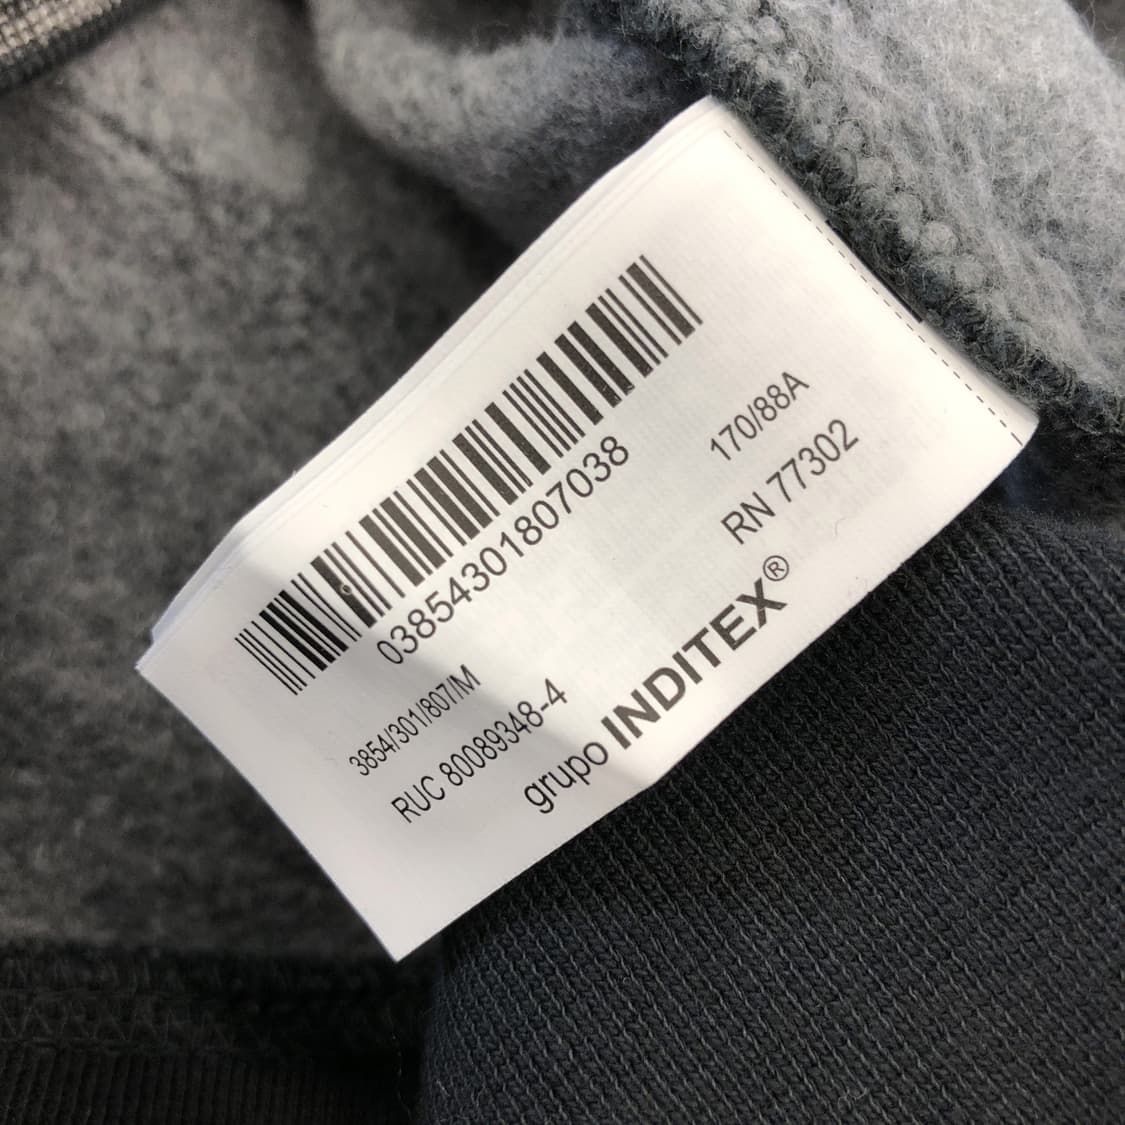 03854301807038
3854/301/807/M 170/88A
RUC 80089348-4 RN 77302
grupo INDITEX®